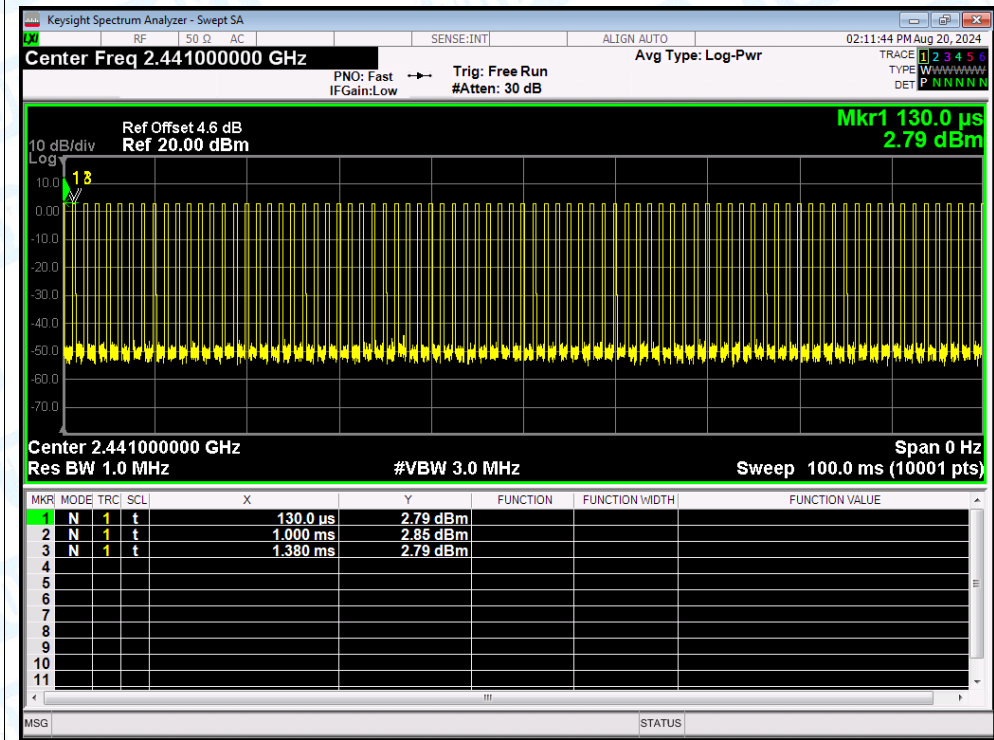 Keysight Spectrum Analyzer - Swept SA
LXI RF 50 Ω AC SENSE:INT ALIGN AUTO 02:11:44 PM Aug 20, 2024
Center Freq 2.441000000 GHz Avg Type: Log-Pwr TRACE 1 2 3 4 5 6
PNO: Fast Trig: Free Run TYPE WWWWWW
IFGain:Low #Atten: 30 dB DET P N N N N N
Mkr1 130.0 µs
Ref Offset 4.6 dB
10 dB/div Ref 20.00 dBm 2.79 dBm
Log
10.0
0.00
-10.0
-20.0
-30.0
-40.0
-50.0
-60.0
-70.0
Center 2.441000000 GHz Span 0 Hz
Res BW 1.0 MHz #VBW 3.0 MHz Sweep 100.0 ms (10001 pts)
MKR MODE TRC SCL X Y FUNCTION FUNCTION WIDTH FUNCTION VALUE
1 N 1 t 130.0 µs 2.79 dBm
2 N 1 t 1.000 ms 2.85 dBm
3 N 1 t 1.380 ms 2.79 dBm
4
5
6
7
8
9
10
11
MSG STATUS